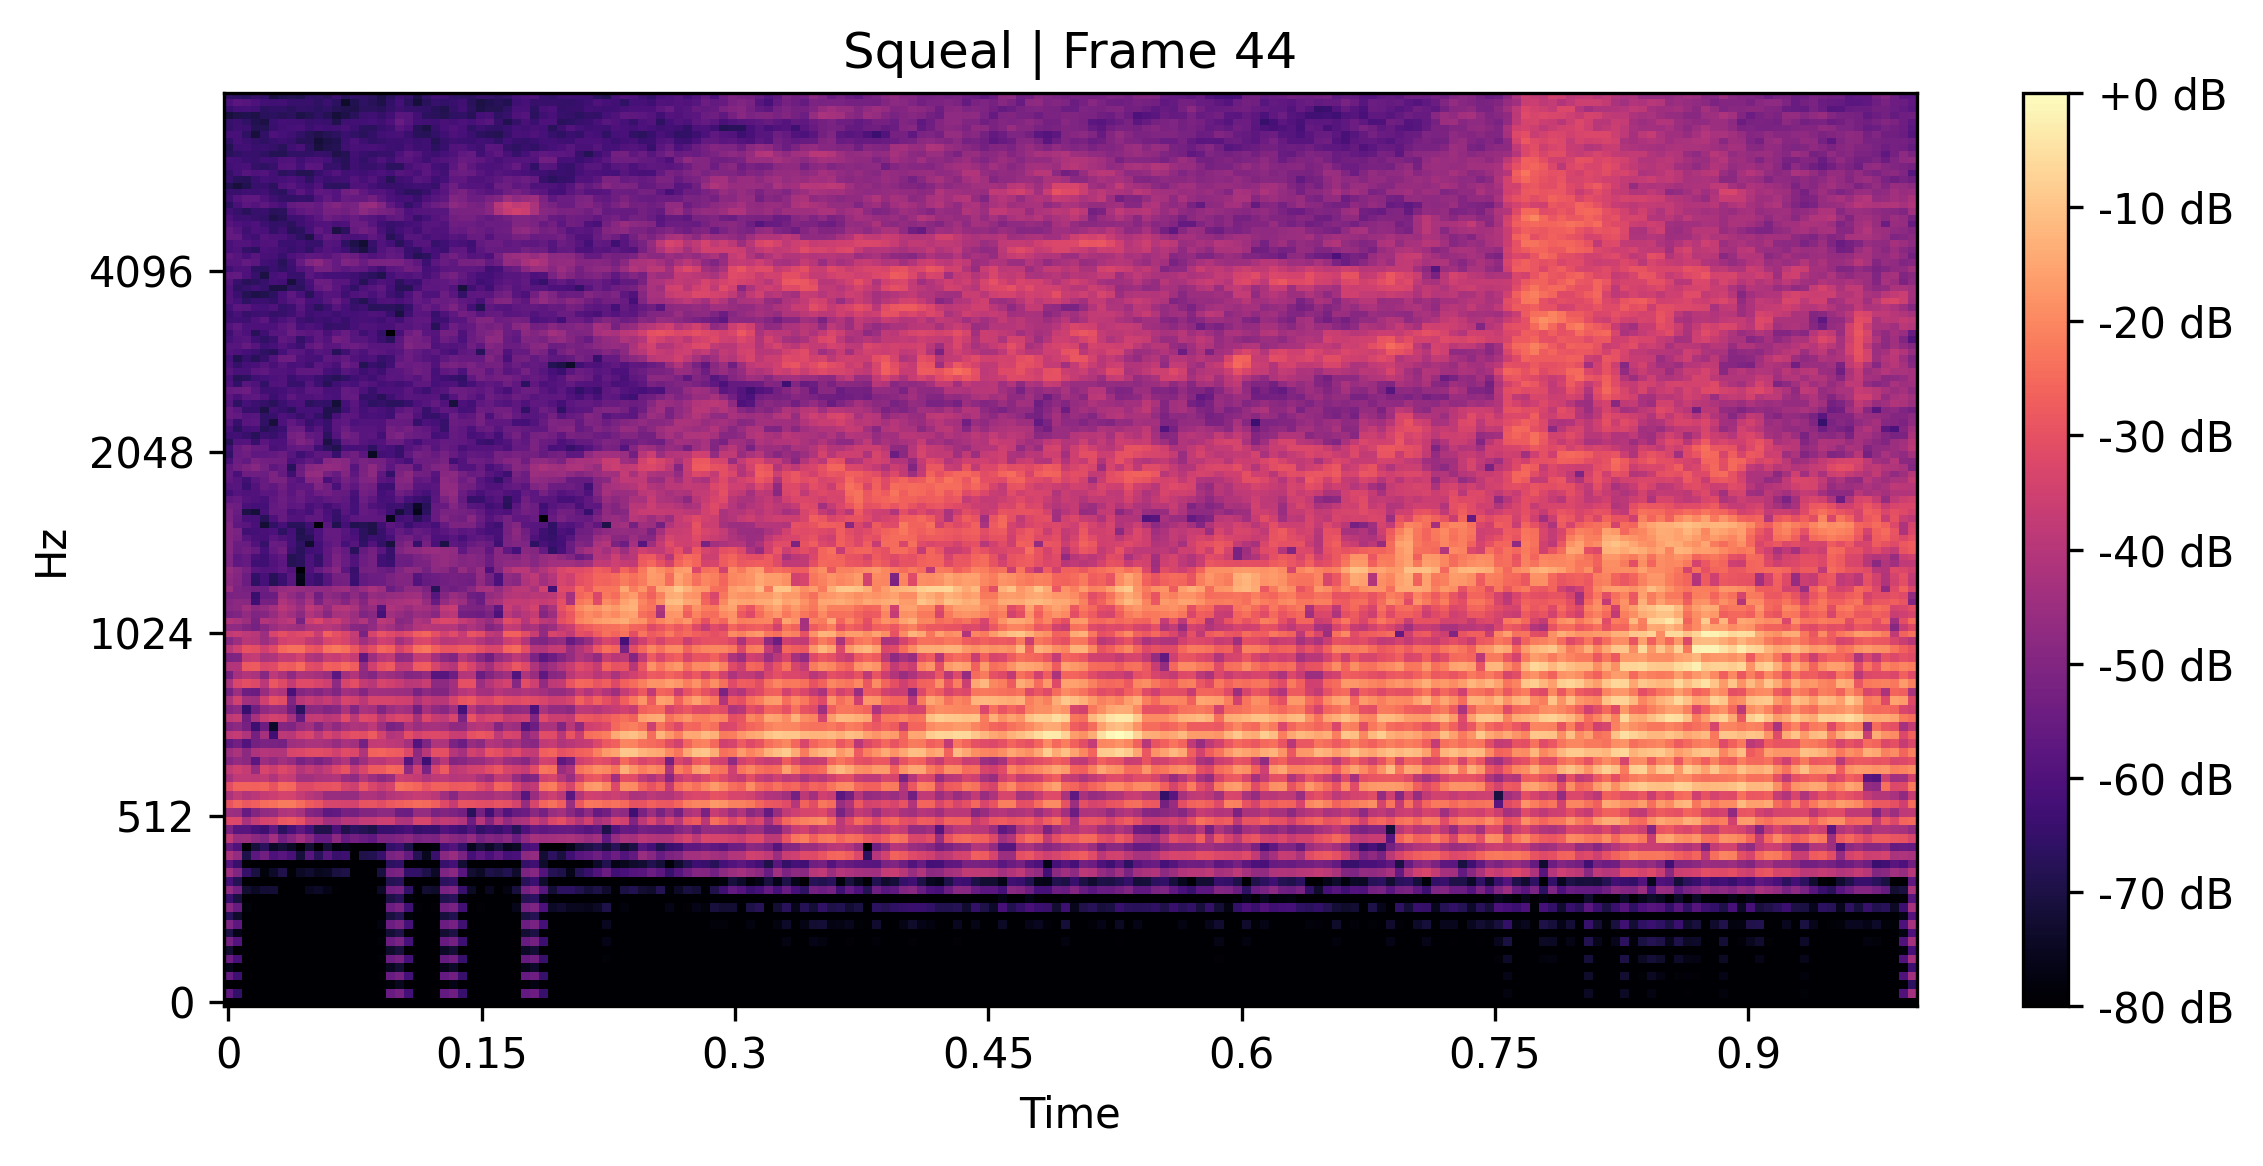 Squeal | Frame 44
+0 dB
-10 dB
-20 dB
-30 dB
-40 dB
-50 dB
-60 dB
-70 dB
-80 dB
Hz
4096
2048
1024
512
0
0 0.15 0.3 0.45 0.6 0.75 0.9
Time